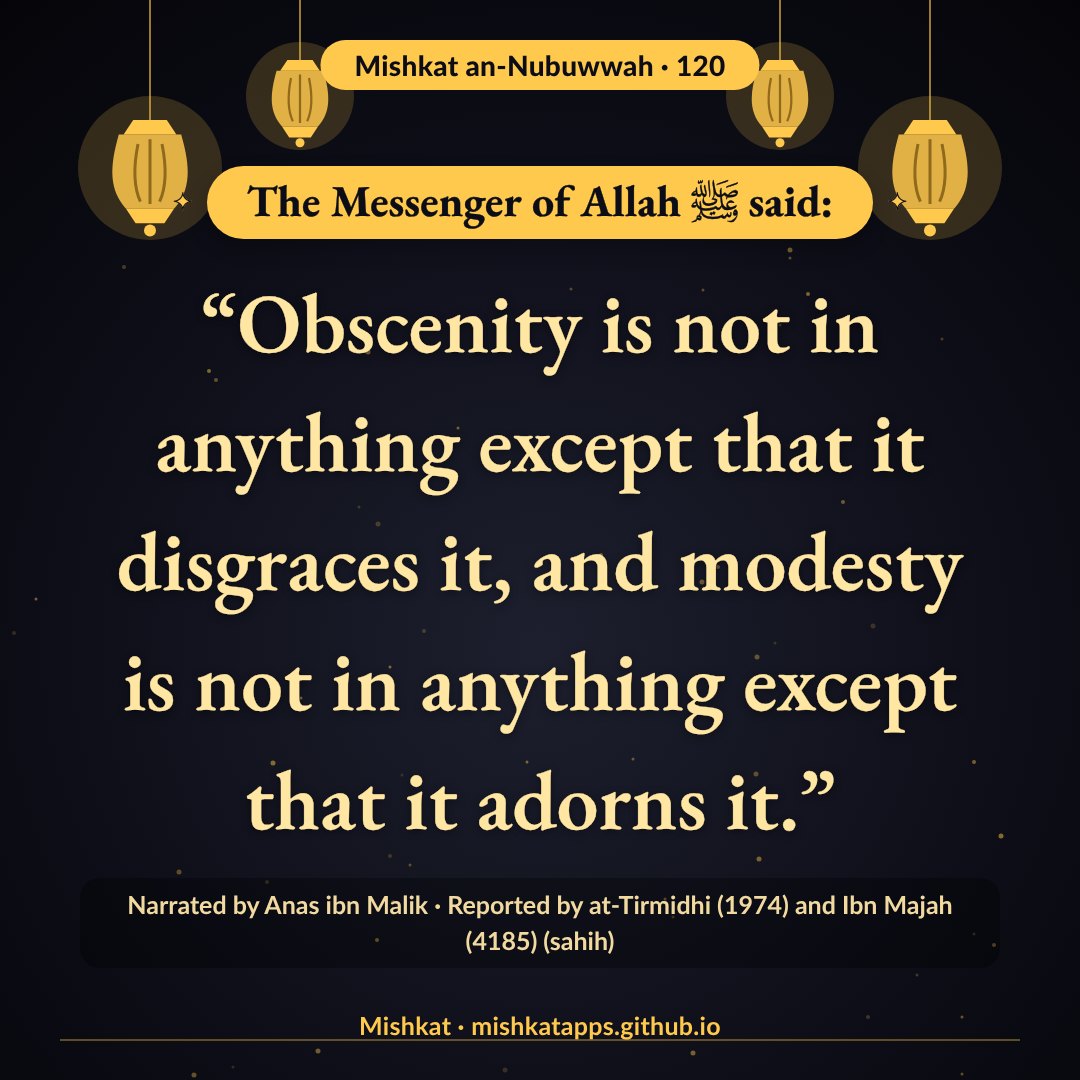 Mishkat an-Nubuwwah · 120
The Messenger of Allah ﷺ said:
“Obscenity is not in
anything except that it
disgraces it, and modesty
is not in anything except
that it adorns it.”
Narrated by Anas ibn Malik · Reported by at-Tirmidhi (1974) and Ibn Majah
(4185) (sahih)
Mishkat · mishkatapps.github.io